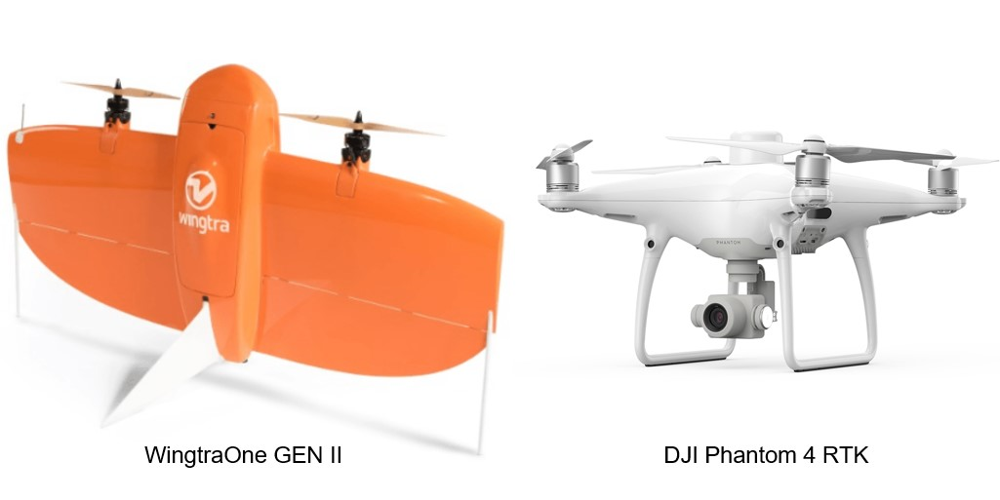 wingtra
PHANTOM
WingtraOne GEN II
DJI Phantom 4 RTK